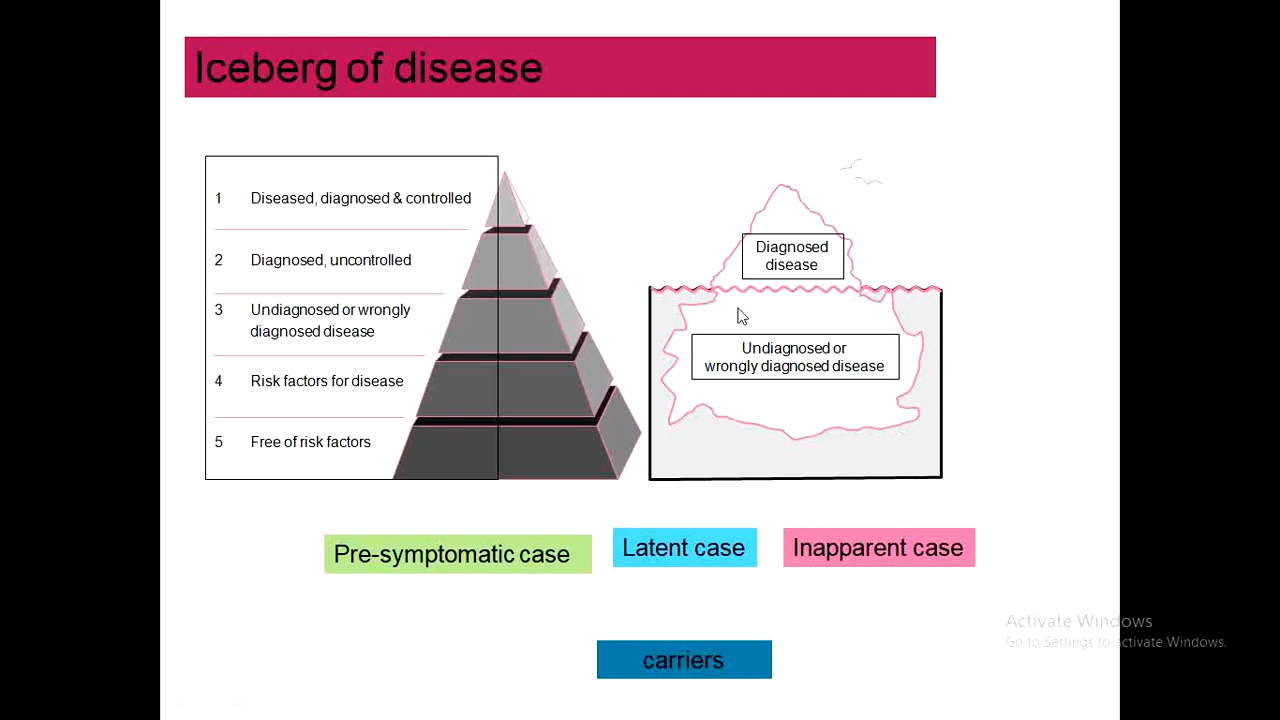 Iceberg of disease
1 Diseased, diagnosed & controlled
2 Diagnosed, uncontrolled
3 Undiagnosed or wrongly
diagnosed disease
4 Risk factors for disease
5 Free of risk factors
Diagnosed
disease
Undiagnosed or
wrongly diagnosed disease
Pre-symptomatic case
Latent case
Inapparent case
carriers
Activate Windows
Go to Settings to activate Windows.